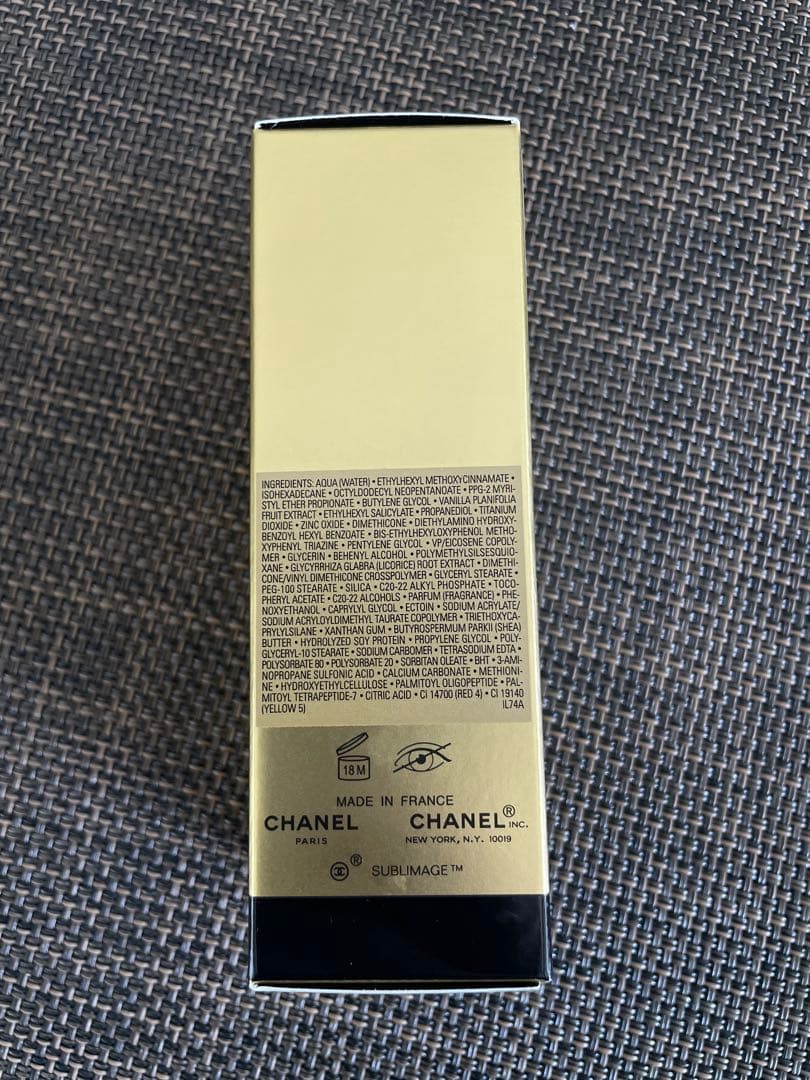 INGREDIENTS: AQUA (WATER) • ETHYLHEXYL METHOXYCINNAMATE •
ISOHEXADECANE • OCTYLDODECYL NEOPENTANOATE • PPG-2 MYRI-
STYL ETHER PROPIONATE • BUTYLENE GLYCOL • VANILLA PLANIFOLIA
FRUIT EXTRACT • ETHYLHEXYL SALICYLATE • PROPANEDIOL • TITANIUM
DIOXIDE • ZINC OXIDE • DIMETHICONE • DIETHYLAMINO HYDROXY-
BENZOYL HEXYL BENZOATE • BIS-ETHYLHEXYLOXYPHENOL METHO-
XYPHENYL TRIAZINE • PENTYLENE GLYCOL • VP/EICOSENE COPOLY-
MER • GLYCERIN • BEHENYL ALCOHOL • POLYMETHYLSILSESQUIO-
XANE • GLYCYRRHIZA GLABRA (LICORICE) ROOT EXTRACT • DIMETHI-
CONE/VINYL DIMETHICONE CROSSPOLYMER • GLYCERYL STEARATE •
PEG-100 STEARATE • SILICA • C20-22 ALKYL PHOSPHATE • TOCO-
PHERYL ACETATE • C20-22 ALCOHOLS • PARFUM (FRAGRANCE) • PHE-
NOXYETHANOL • CAPRYLYL GLYCOL • ECTOIN • SODIUM ACRYLATE/
SODIUM ACRYLOYLDIMETHYL TAURATE COPOLYMER • TRIETHOXYCA-
PRYLYLSILANE • XANTHAN GUM • BUTYROSPERMUM PARKII (SHEA)
BUTTER • HYDROLYZED SOY PROTEIN • PROPYLENE GLYCOL • POLY-
GLYCERYL-10 STEARATE • SODIUM CARBOMER • TETRASODIUM EDTA •
POLYSORBATE 80 • POLYSORBATE 20 • SORBITAN OLEATE • BHT • 3-AMI-
NOPROPANE SULFONIC ACID • CALCIUM CARBONATE • METHIONI-
NE • HYDROXYETHYLCELLULOSE • PALMITOYL OLIGOPEPTIDE • PAL-
MITOYL TETRAPEPTIDE-7 • CITRIC ACID • CI 14700 (RED 4) • CI 19140
(YELLOW 5) IL74A
18 M
MADE IN FRANCE
CHANEL CHANEL® INC.
PARIS NEW YORK, N.Y. 10019
® SUBLIMAGE™